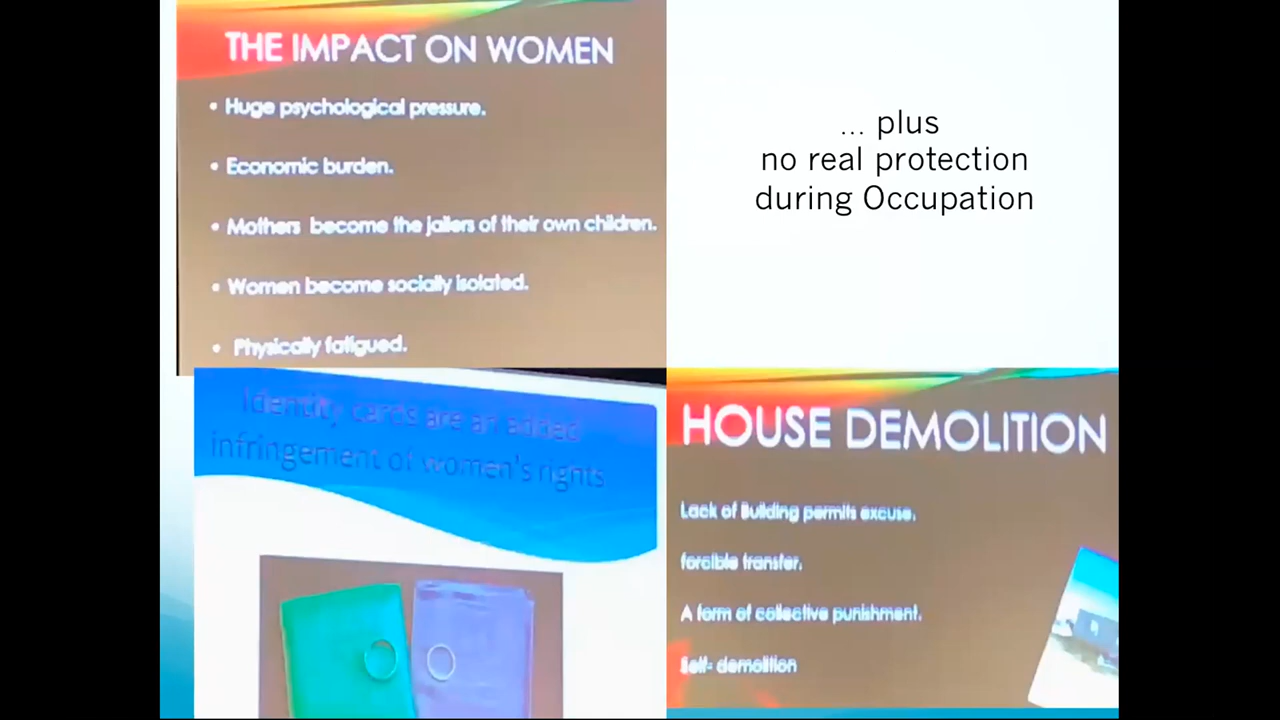 THE IMPACT ON WOMEN
• Huge psychological pressure.
• Economic burden.
• Mothers become the jailers of their own children.
• Women become socially isolated.
• Physically fatigued.
... plus
no real protection
during Occupation
Identity cards are an added
infringement of women's rights
HOUSE DEMOLITION
Lack of Building permits excuse.
forcible transfer.
A form of collective punishment.
Self- demolition